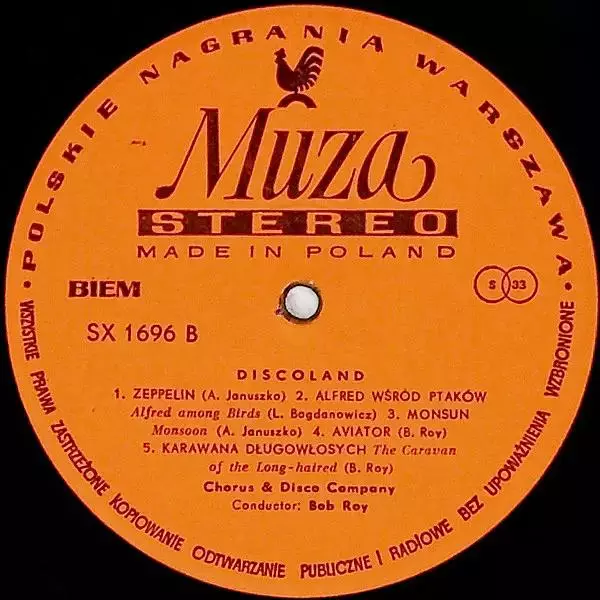 • POLSKIE NAGRANIA WARSZAWA •
Muza
STEREO
MADE IN POLAND
BIEM
S 33
SX 1696 B
DISCOLAND
1. ZEPPELIN (A. Januszko) 2. ALFRED WŚRÓD PTAKÓW
Alfred among Birds (L. Bogdanowicz) 3. MONSUN
Monsoon (A. Januszko) 4. AVIATOR (B. Roy)
5. KARAWANA DŁUGOWŁOSYCH The Caravan
of the Long-haired (B. Roy)
Chorus & Disco Company
Conductor: Bob Roy
WSZYSTKIE PRAWA ZASTRZEŻONE KOPIOWANIE ODTWARZANIE PUBLICZNE I RADIOWE BEZ UPOWAŻNIENIA WZBRONIONE